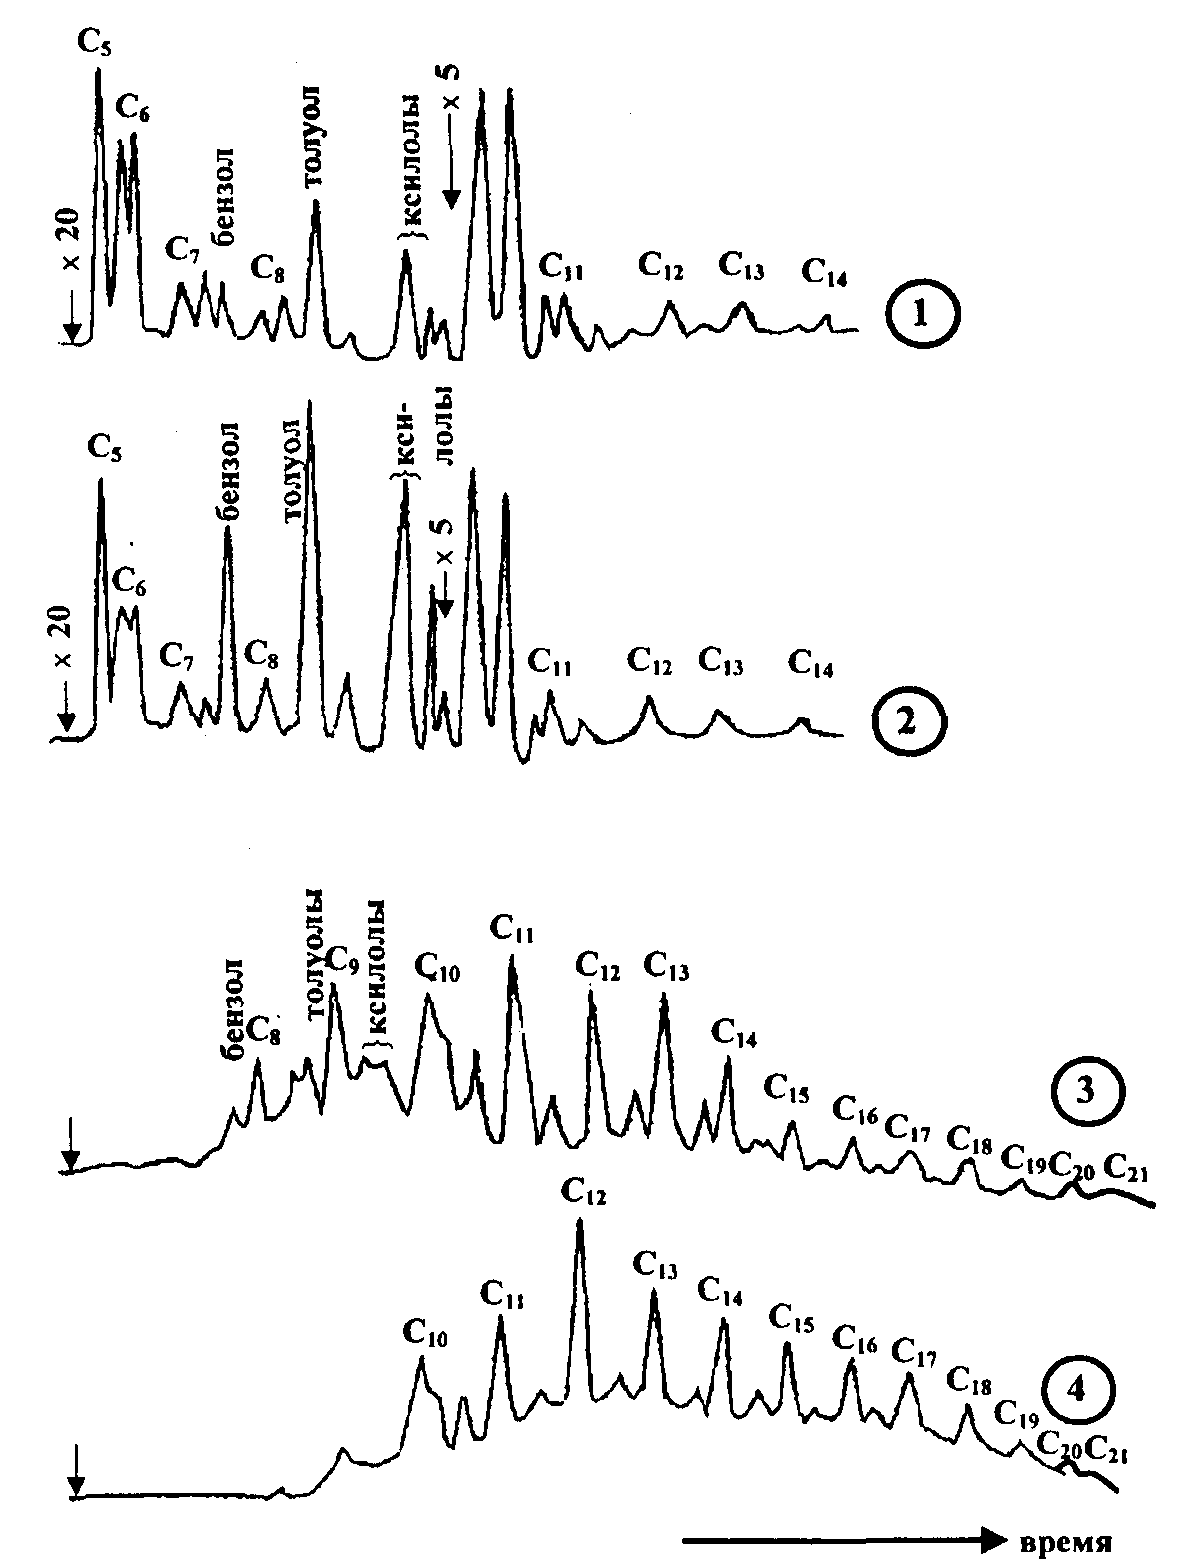 C₅
C₆
× 20
C₇
бензол
C₈
толуол
}ксилолы
× 5
C₁₁
C₁₂
C₁₃
C₁₄
1
C₅
C₆
× 20
C₇
бензол
C₈
толуол
}кси-
лолы
× 5
C₁₁
C₁₂
C₁₃
C₁₄
2
бензол
C₈
толуолы
C₉
}ксилолы
C₁₀
C₁₁
C₁₂
C₁₃
C₁₄
C₁₅
C₁₆
C₁₇
C₁₈
C₁₉
C₂₀
C₂₁
3
C₁₀
C₁₁
C₁₂
C₁₃
C₁₄
C₁₅
C₁₆
C₁₇
C₁₈
C₁₉
C₂₀
C₂₁
4
время